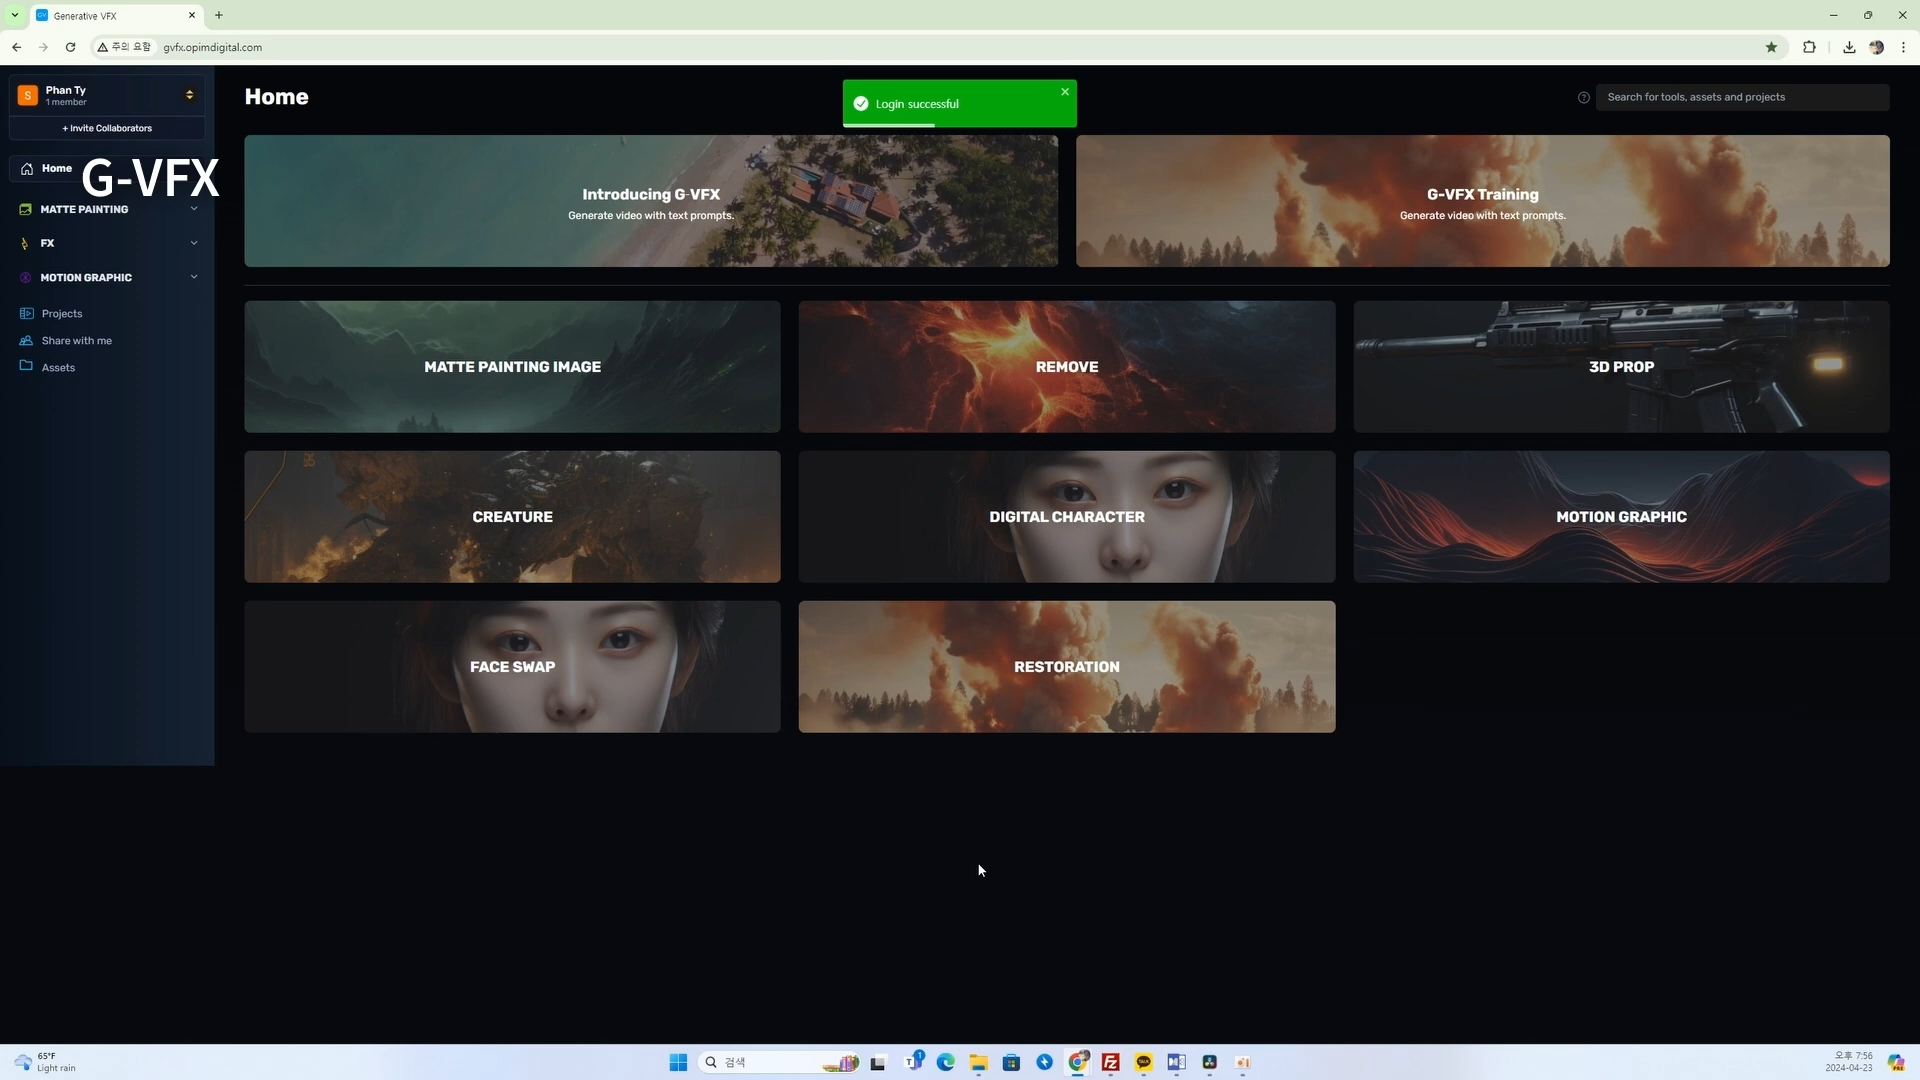 Generative VFX
주의 요함
gvfx.opimdigital.com
S
Phan Ty
1 member
+ Invite Collaborators
Home
G-VFX
MATTE PAINTING
FX
MOTION GRAPHIC
Projects
Share with me
Assets
Home
Login successful
Search for tools, assets and projects
Introducing G-VFX
Generate video with text prompts.
G-VFX Training
Generate video with text prompts.
MATTE PAINTING IMAGE
REMOVE
3D PROP
CREATURE
DIGITAL CHARACTER
MOTION GRAPHIC
FACE SWAP
RESTORATION
65°F
Light rain
검색
1
TALK
오후 7:56
2024-04-23
PRE